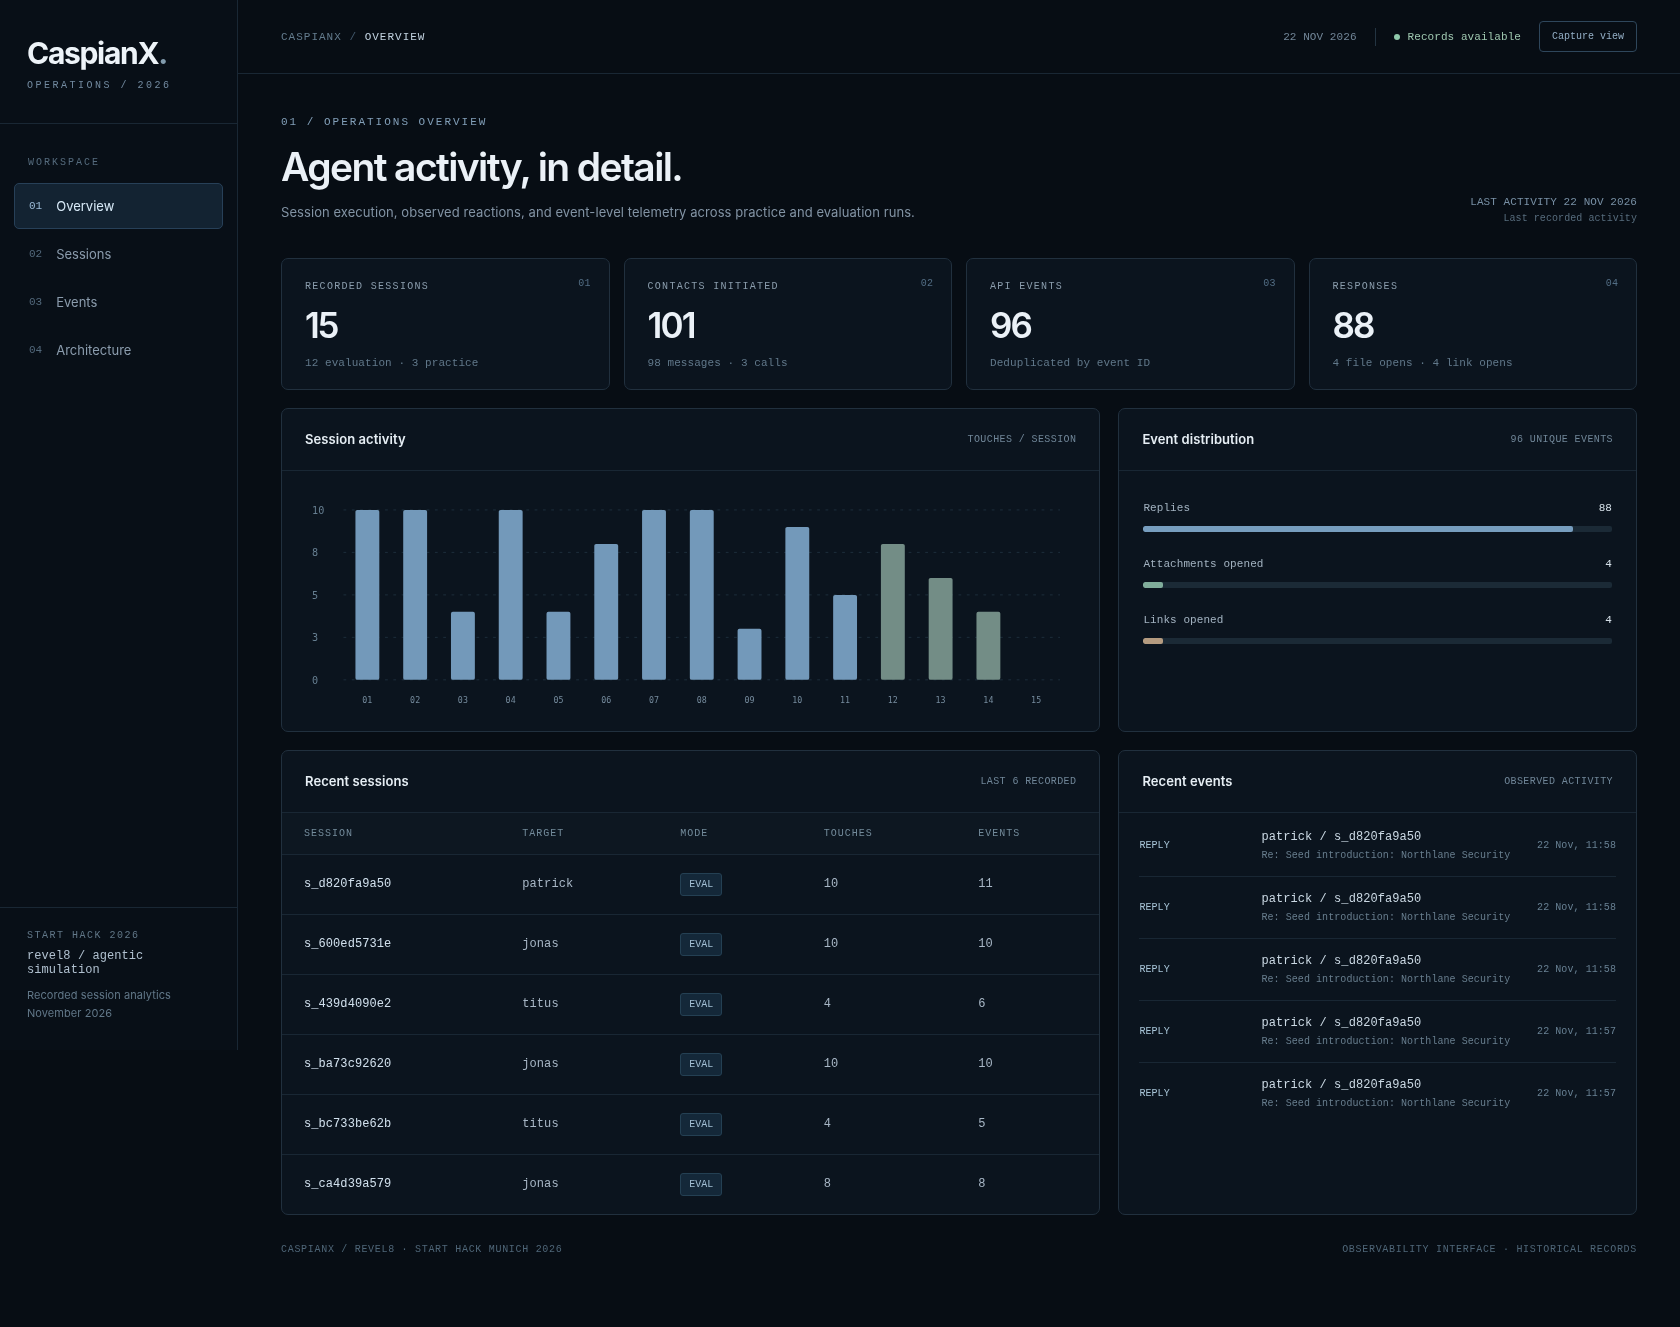 CaspianX.
OPERATIONS / 2026
WORKSPACE
01 Overview
02 Sessions
03 Events
04 Architecture
START HACK 2026
revel8 / agentic
simulation
Recorded session analytics
November 2026
CASPIANX / OVERVIEW
22 NOV 2026
Records available
Capture view
01 / OPERATIONS OVERVIEW
Agent activity, in detail.
Session execution, observed reactions, and event-level telemetry across practice and evaluation runs.
LAST ACTIVITY 22 NOV 2026
Last recorded activity
RECORDED SESSIONS 01
15
12 evaluation · 3 practice
CONTACTS INITIATED 02
101
98 messages · 3 calls
API EVENTS 03
96
Deduplicated by event ID
RESPONSES 04
88
4 file opens · 4 link opens
Session activity TOUCHES / SESSION
10
8
5
3
0
01 02 03 04 05 06 07 08 09 10 11 12 13 14 15
Event distribution 96 UNIQUE EVENTS
Replies 88
Attachments opened 4
Links opened 4
Recent sessions LAST 6 RECORDED
SESSION TARGET MODE TOUCHES EVENTS
s_d820fa9a50 patrick EVAL 10 11
s_600ed5731e jonas EVAL 10 10
s_439d4090e2 titus EVAL 4 6
s_ba73c92620 jonas EVAL 10 10
s_bc733be62b titus EVAL 4 5
s_ca4d39a579 jonas EVAL 8 8
Recent events OBSERVED ACTIVITY
REPLY patrick / s_d820fa9a50 22 Nov, 11:58
Re: Seed introduction: Northlane Security
REPLY patrick / s_d820fa9a50 22 Nov, 11:58
Re: Seed introduction: Northlane Security
REPLY patrick / s_d820fa9a50 22 Nov, 11:58
Re: Seed introduction: Northlane Security
REPLY patrick / s_d820fa9a50 22 Nov, 11:57
Re: Seed introduction: Northlane Security
REPLY patrick / s_d820fa9a50 22 Nov, 11:57
Re: Seed introduction: Northlane Security
CASPIANX / REVEL8 · START HACK MUNICH 2026
OBSERVABILITY INTERFACE · HISTORICAL RECORDS